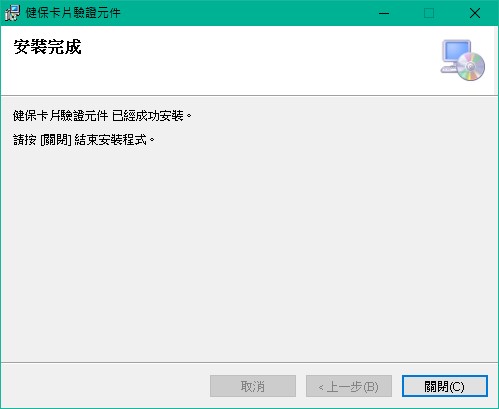 健保卡片驗證元件
安裝完成
健保卡片驗證元件 已經成功安裝。
請按 [關閉] 結束安裝程式。
取消
< 上一步(B)
關閉(C)